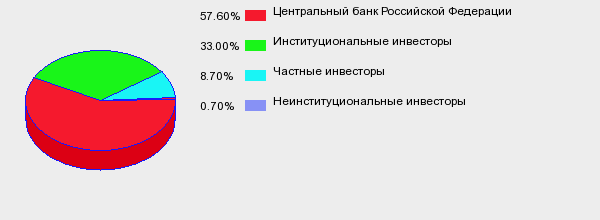 57.60% Центральный банк Российской Федерации
33.00% Институциональные инвесторы
8.70% Частные инвесторы
0.70% Неинституциональные инвесторы